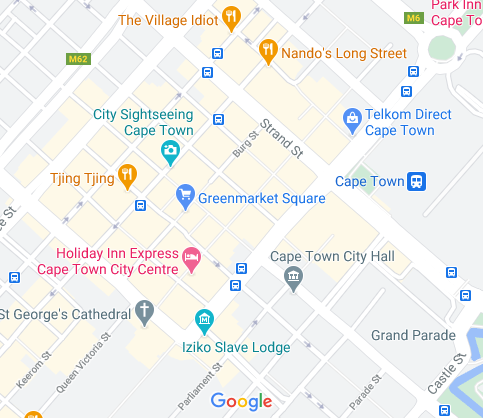 Park Inn
Cape To
The Village Idiot
M6
Nando's Long Street
M62
City Sightseeing
Cape Town
Strand St
Telkom Direct
Cape Town
Burg St
Tjing Tjing
Cape Town
Greenmarket Square
e St
Holiday Inn Express
Cape Town City Centre
Cape Town City Hall
St George's Cathedral
Iziko Slave Lodge
Grand Parade
Keerom St
Queen Victoria St
Parliament St
Parade St
Castle St
Google